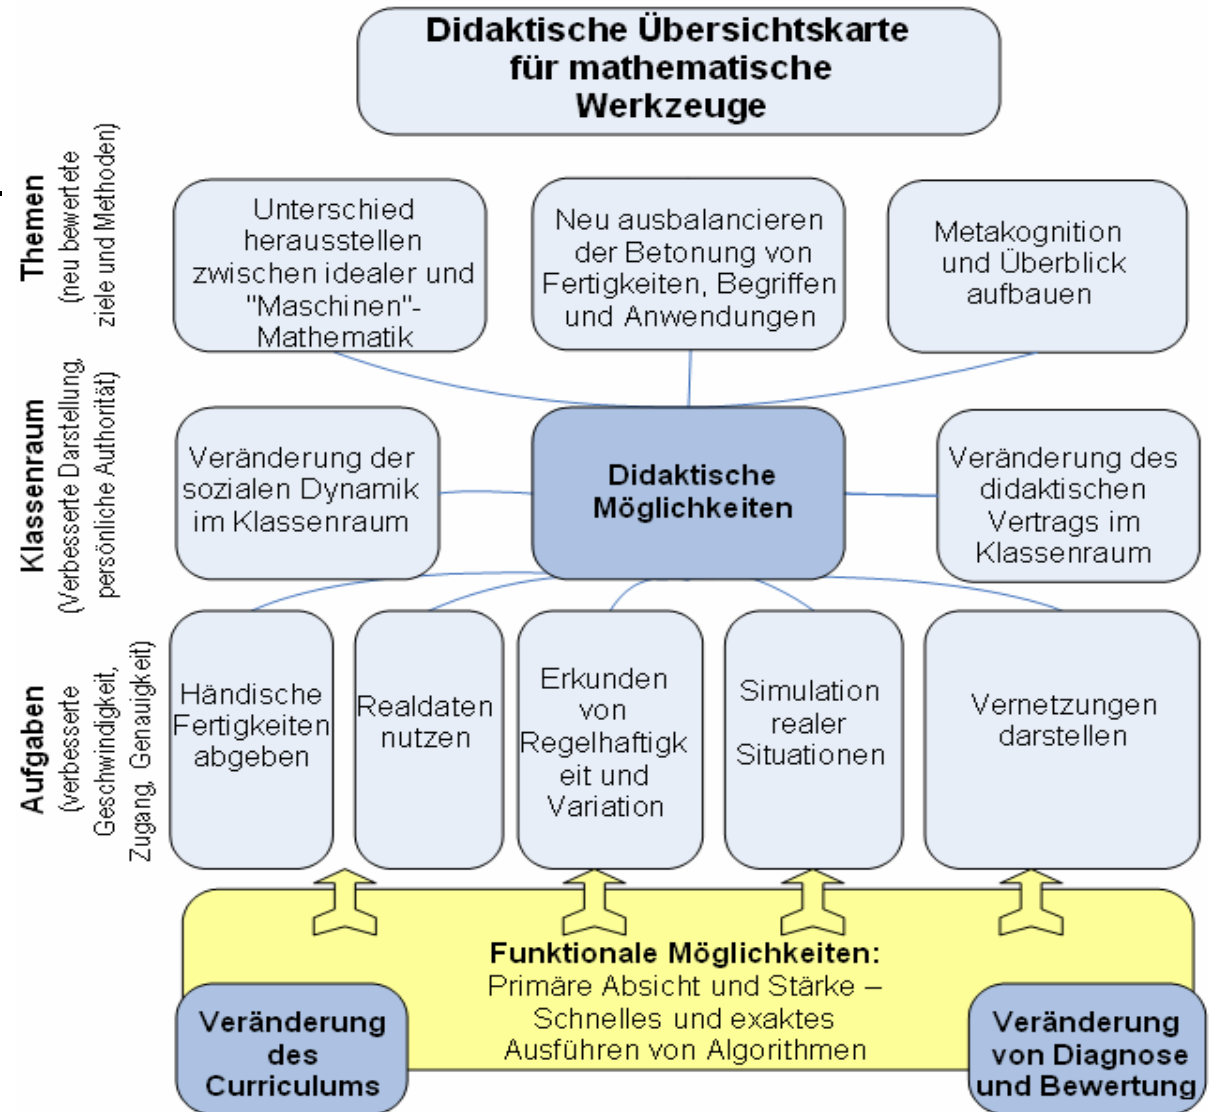 Didaktische Übersichtskarte
für mathematische
Werkzeuge
Themen
(neu bewertete
ziele und Methoden)
Unterschied
herausstellen
zwischen idealer und
"Maschinen"-
Mathematik
Neu ausbalancieren
der Betonung von
Fertigkeiten, Begriffen
und Anwendungen
Metakognition
und Überblick
aufbauen
Klassenraum
(Verbesserte Darstellung,
persönliche Authorität)
Veränderung der
sozialen Dynamik
im Klassenraum
Didaktische
Möglichkeiten
Veränderung des
didaktischen
Vertrags im
Klassenraum
Aufgaben
(verbesserte
Geschwindigkeit,
Zugang, Genauigkeit)
Händische
Fertigkeiten
abgeben
Realdaten
nutzen
Erkunden
von
Regelhaftigk
eit und
Variation
Simulation
realer
Situationen
Vernetzungen
darstellen
Funktionale Möglichkeiten:
Primäre Absicht und Stärke –
Schnelles und exaktes
Ausführen von Algorithmen
Veränderung
des
Curriculums
Veränderung
von Diagnose
und Bewertung